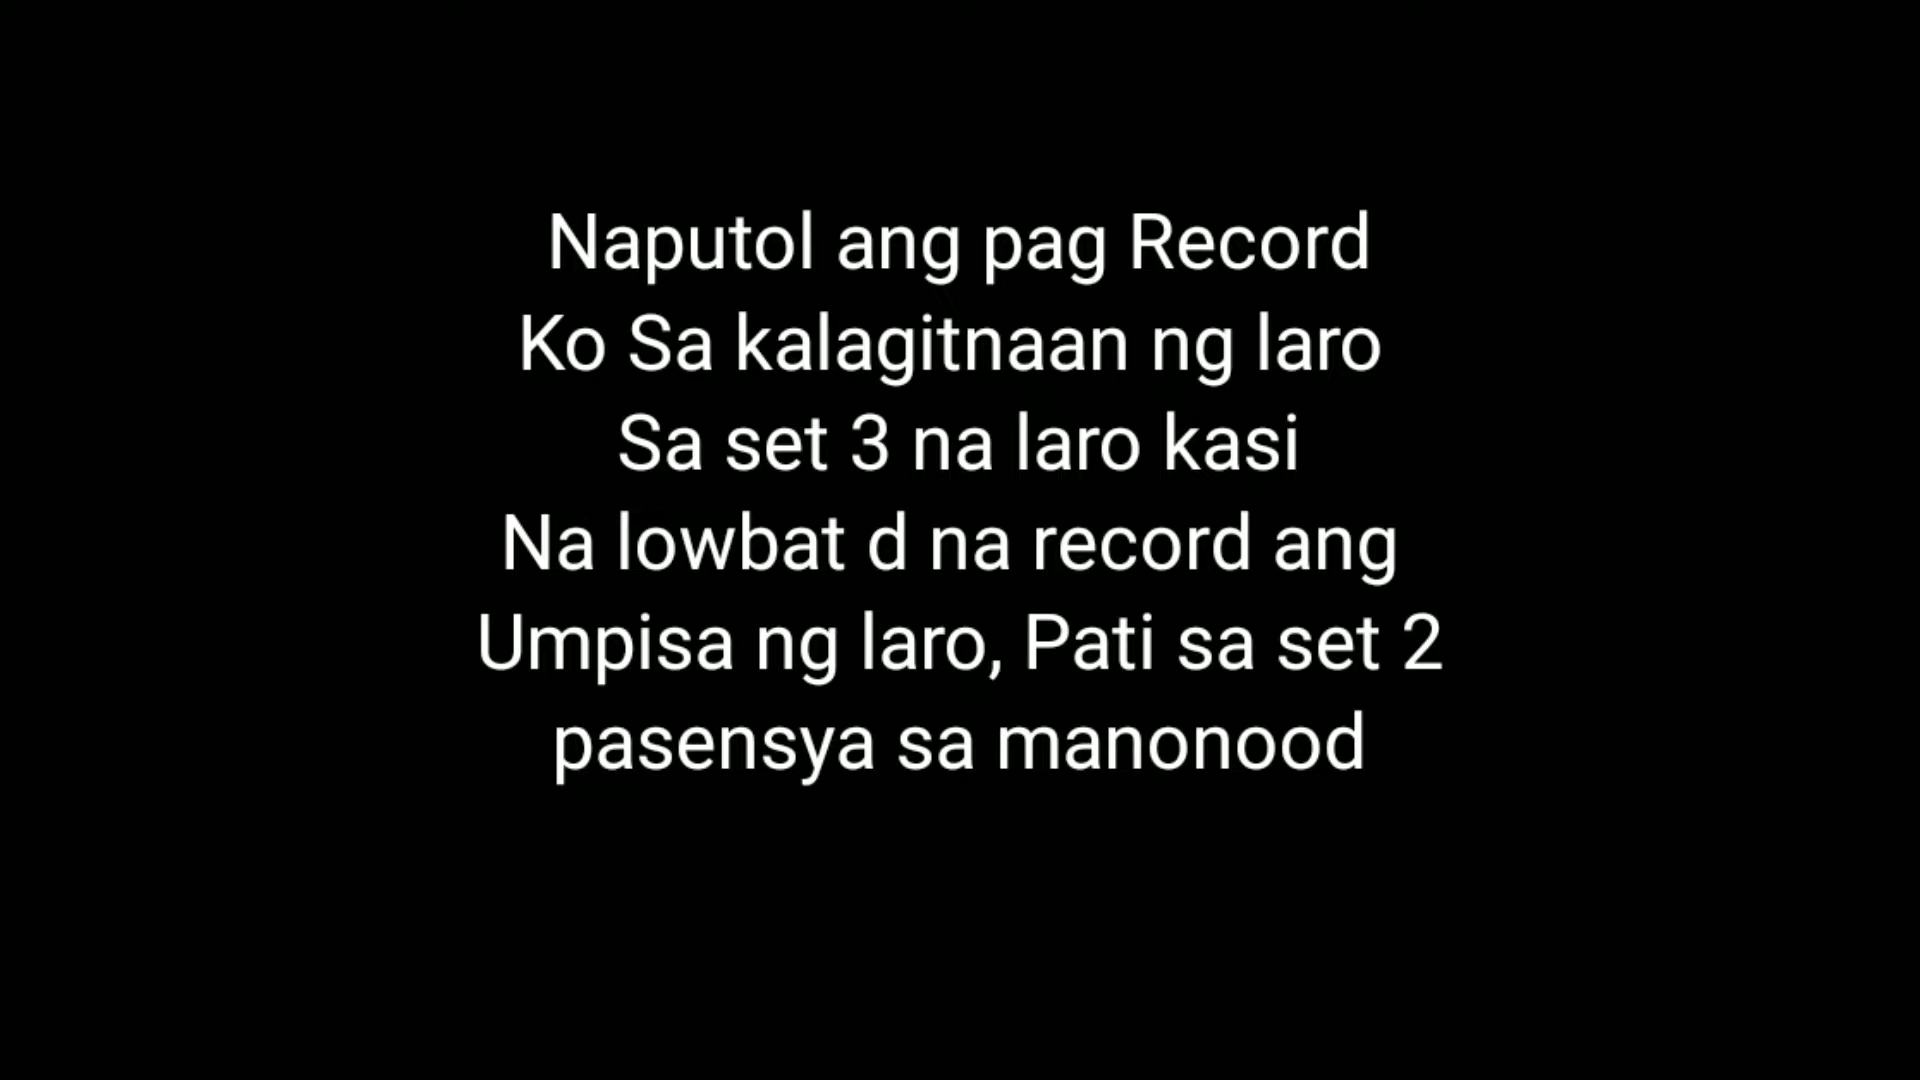 Naputol ang pag Record
Ko Sa kalagitnaan ng laro
Sa set 3 na laro kasi
Na lowbat d na record ang
Umpisa ng laro, Pati sa set 2
pasensya sa manonood